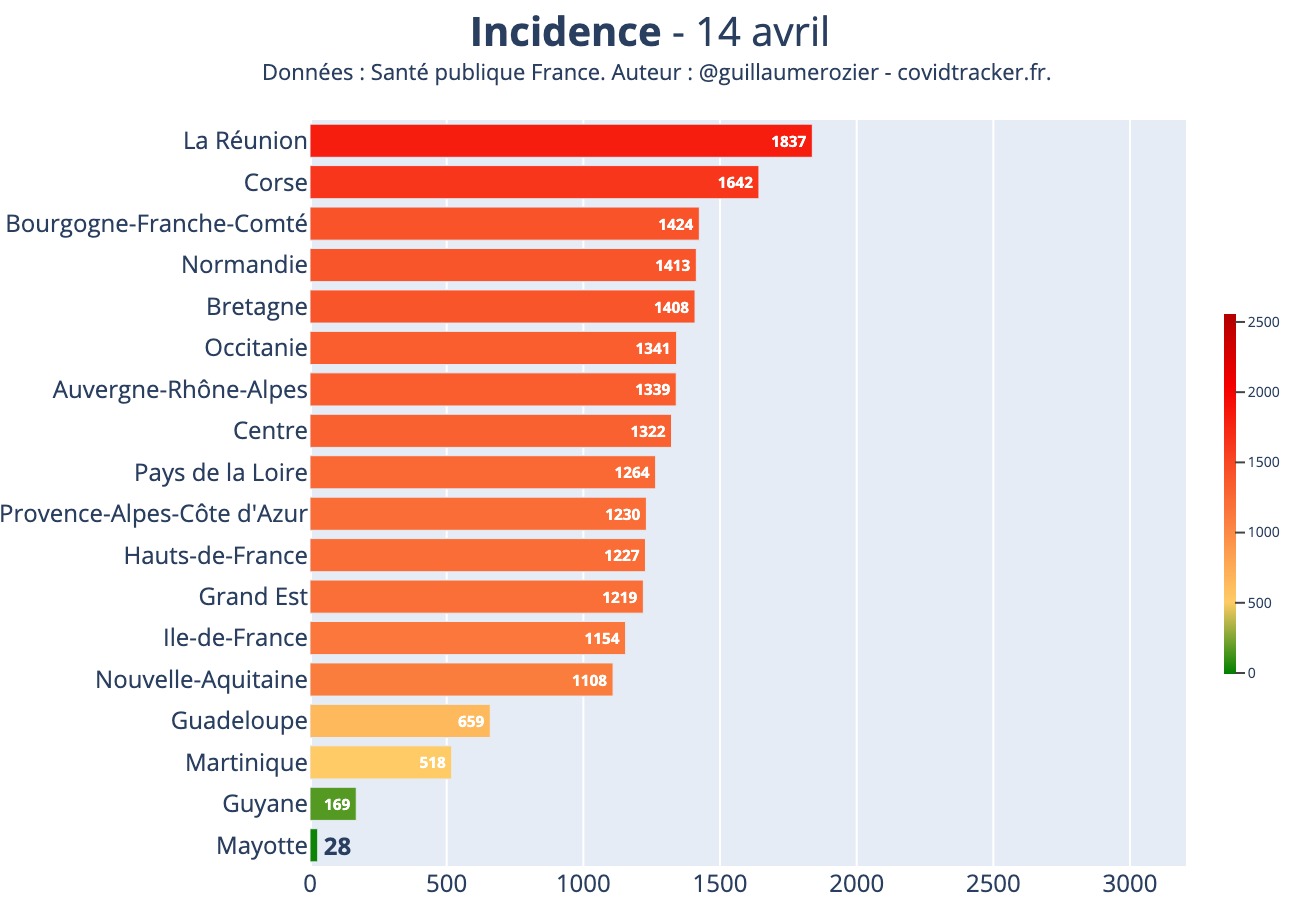 Incidence - 14 avril
Données : Santé publique France. Auteur : @guillaumerozier - covidtracker.fr.
La Réunion 1837
Corse 1642
Bourgogne-Franche-Comté 1424
Normandie 1413
Bretagne 1408
Occitanie 1341
Auvergne-Rhône-Alpes 1339
Centre 1322
Pays de la Loire 1264
Provence-Alpes-Côte d'Azur 1230
Hauts-de-France 1227
Grand Est 1219
Ile-de-France 1154
Nouvelle-Aquitaine 1108
Guadeloupe 659
Martinique 518
Guyane 169
Mayotte 28
0 500 1000 1500 2000 2500 3000
2500
2000
1500
1000
500
0